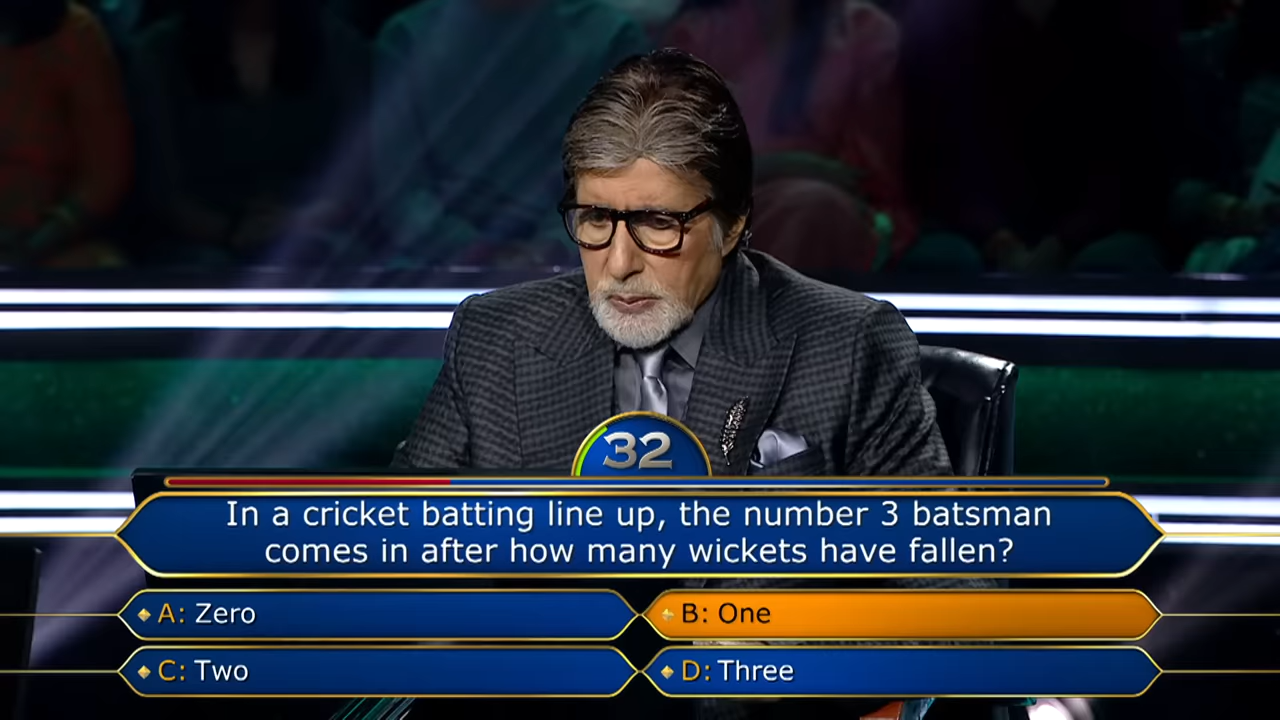 32
In a cricket batting line up, the number 3 batsman
comes in after how many wickets have fallen?
A: Zero
B: One
C: Two
D: Three